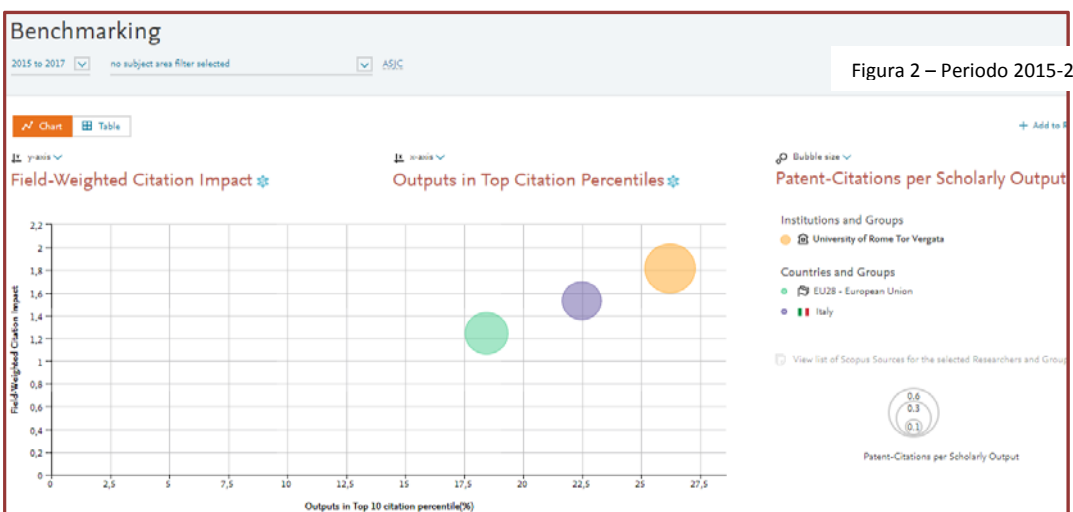 Benchmarking
2015 to 2017 no subject area filter selected ASJC
Figura 2 – Periodo 2015-2
Chart Table
+ Add to R
y-axis x-axis Bubble size
Field-Weighted Citation Impact Outputs in Top Citation Percentiles Patent-Citations per Scholarly Output
Institutions and Groups
University of Rome Tor Vergata
Countries and Groups
EU28 - European Union
Italy
View list of Scopus Sources for the selected Researchers and Group
0.6
0.3
0.1
Patent-Citations per Scholarly Output
Field-Weighted Citation Impact
2,2
2
1,8
1,6
1,4
1,2
1
0,8
0,6
0,4
0,2
0
0 2,5 5 7,5 10 12,5 15 17,5 20 22,5 25 27,5
Outputs in Top 10 citation percentile(%)